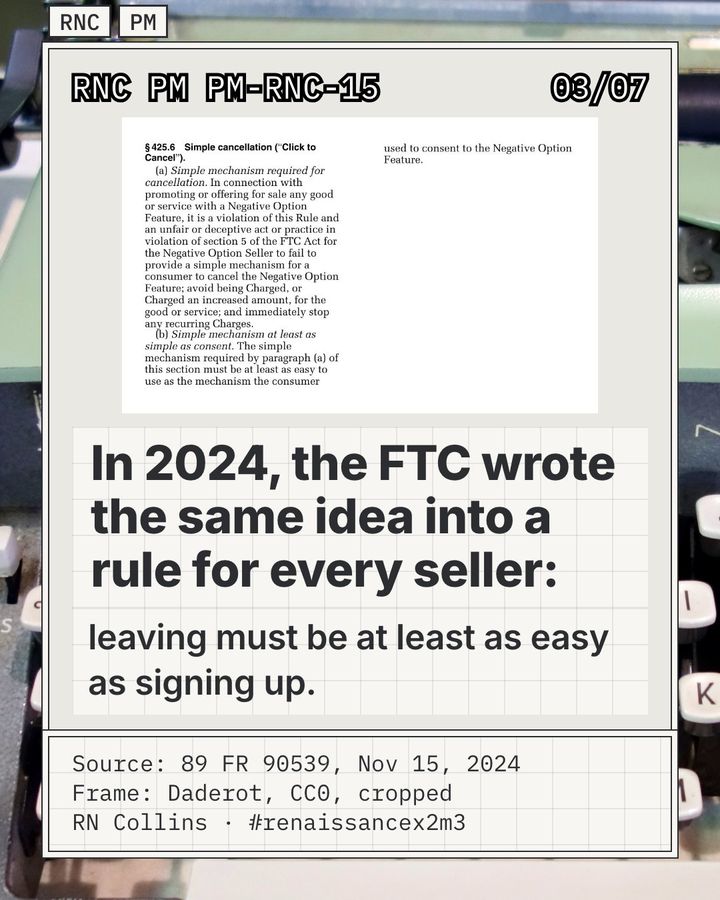 RNC PM
RNC PM PM-RNC-15 03/07
§ 425.6 Simple cancellation (“Click to
Cancel”).
(a) Simple mechanism required for
cancellation. In connection with
promoting or offering for sale any good
or service with a Negative Option
Feature, it is a violation of this Rule and
an unfair or deceptive act or practice in
violation of section 5 of the FTC Act for
the Negative Option Seller to fail to
provide a simple mechanism for a
consumer to cancel the Negative Option
Feature; avoid being Charged, or
Charged an increased amount, for the
good or service; and immediately stop
any recurring Charges.
(b) Simple mechanism at least as
simple as consent. The simple
mechanism required by paragraph (a) of
this section must be at least as easy to
use as the mechanism the consumer
used to consent to the Negative Option
Feature.
In 2024, the FTC wrote
the same idea into a
rule for every seller:
leaving must be at least as easy
as signing up.
Source: 89 FR 90539, Nov 15, 2024
Frame: Daderot, CC0, cropped
RN Collins · #renaissancex2m3
I
K